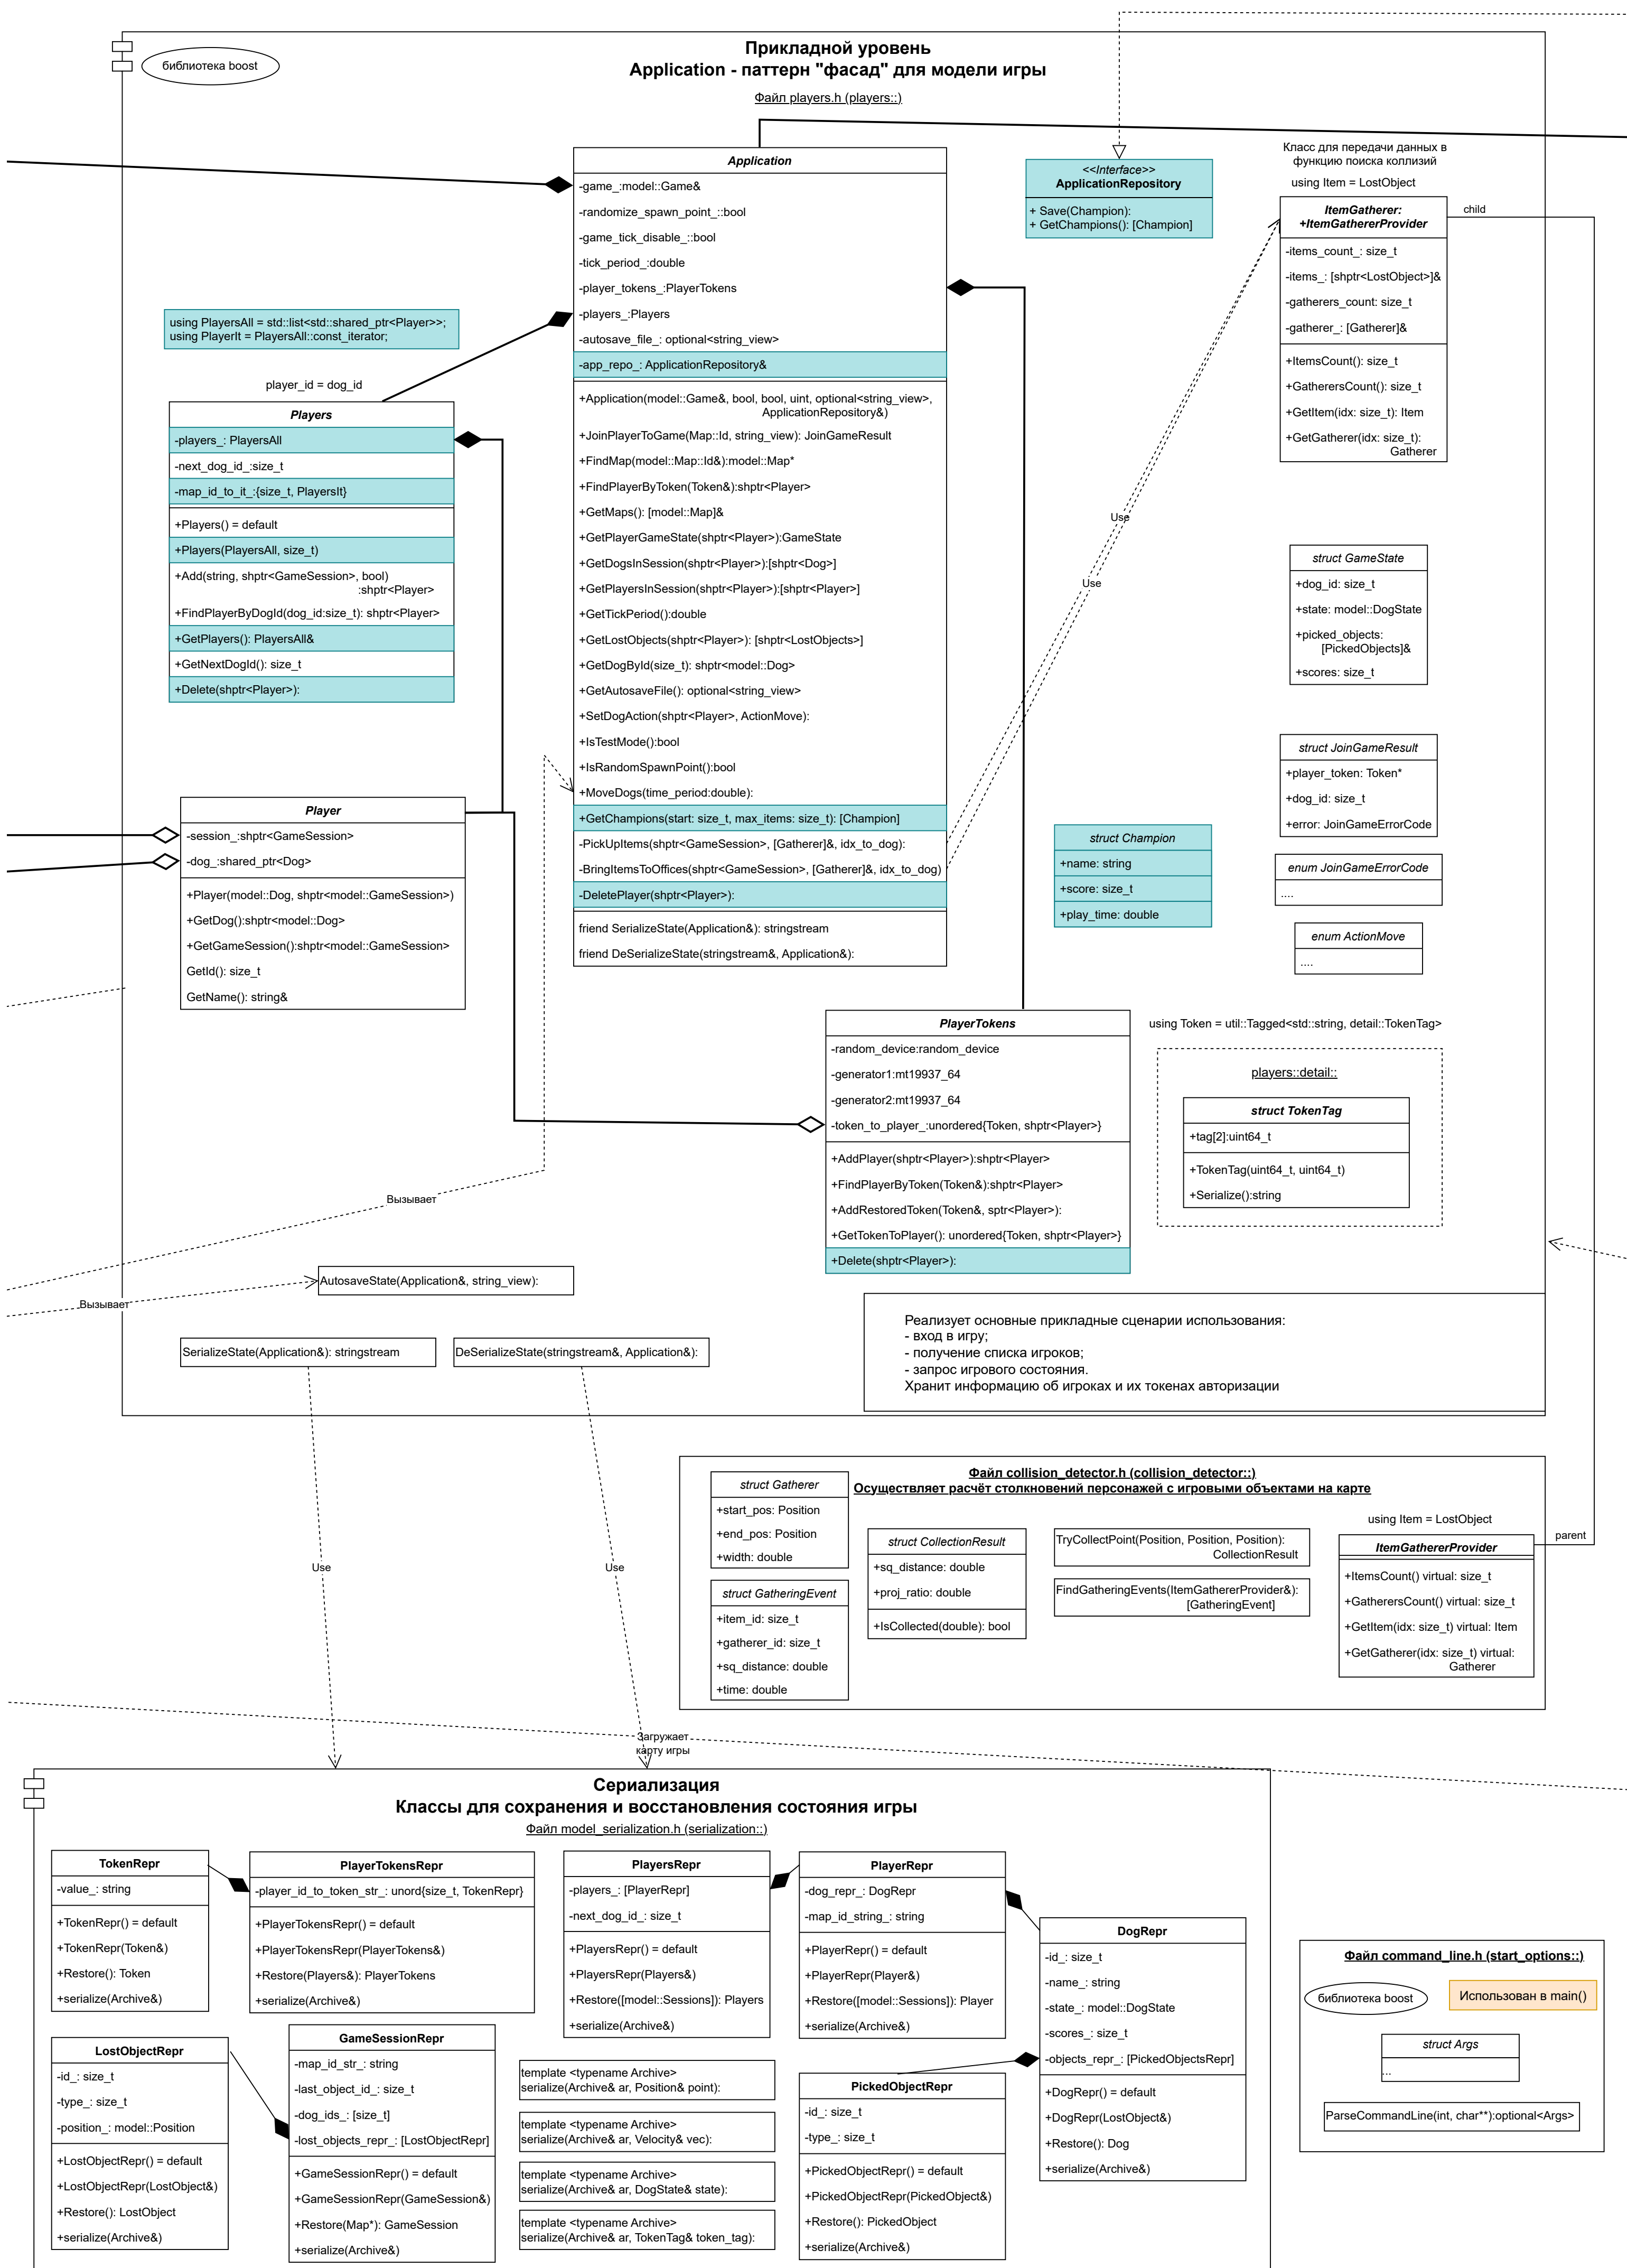 Прикладной уровень
Application - паттерн "фасад" для модели игры
библиотека boost
Файл players.h (players::)
Application
-game_:model::Game&
-randomize_spawn_point_::bool
-game_tick_disable_::bool
-tick_period_:double
-player_tokens_:PlayerTokens
-players_:Players
-autosave_file_: optional<string_view>
-app_repo_: ApplicationRepository&
+Application(model::Game&, bool, bool, uint, optional<string_view>,
ApplicationRepository&)
+JoinPlayerToGame(Map::Id, string_view): JoinGameResult
+FindMap(model::Map::Id&):model::Map*
+FindPlayerByToken(Token&):shptr<Player>
+GetMaps(): [model::Map]&
+GetPlayerGameState(shptr<Player>):GameState
+GetDogsInSession(shptr<Player>):[shptr<Dog>]
+GetPlayersInSession(shptr<Player>):[shptr<Player>]
+GetTickPeriod():double
+GetLostObjects(shptr<Player>): [shptr<LostObjects>]
+GetDogById(size_t): shptr<model::Dog>
+GetAutosaveFile(): optional<string_view>
+SetDogAction(shptr<Player>, ActionMove):
+IsTestMode():bool
+IsRandomSpawnPoint():bool
+MoveDogs(time_period:double):
+GetChampions(start: size_t, max_items: size_t): [Champion]
-PickUpItems(shptr<GameSession>, [Gatherer]&, idx_to_dog):
-BringItemsToOffices(shptr<GameSession>, [Gatherer]&, idx_to_dog)
-DeletePlayer(shptr<Player>):
friend SerializeState(Application&): stringstream
friend DeSerializeState(stringstream&, Application&):
<<Interface>>
ApplicationRepository
+ Save(Champion):
+ GetChampions(): [Champion]
Класс для передачи данных в
функцию поиска коллизий
using Item = LostObject
ItemGatherer:
+ItemGathererProvider
-items_count_: size_t
-items_: [shptr<LostObject>]&
-gatherers_count: size_t
-gatherer_: [Gatherer]&
+ItemsCount(): size_t
+GatherersCount(): size_t
+GetItem(idx: size_t): Item
+GetGatherer(idx: size_t):
Gatherer
child
using PlayersAll = std::list<std::shared_ptr<Player>>;
using PlayerIt = PlayersAll::const_iterator;
player_id = dog_id
Players
-players_: PlayersAll
-next_dog_id_:size_t
-map_id_to_it_:{size_t, PlayersIt}
+Players() = default
+Players(PlayersAll, size_t)
+Add(string, shptr<GameSession>, bool)
:shptr<Player>
+FindPlayerByDogId(dog_id:size_t): shptr<Player>
+GetPlayers(): PlayersAll&
+GetNextDogId(): size_t
+Delete(shptr<Player>):
Use
Use
struct GameState
+dog_id: size_t
+state: model::DogState
+picked_objects:
[PickedObjects]&
+scores: size_t
struct JoinGameResult
+player_token: Token*
+dog_id: size_t
+error: JoinGameErrorCode
enum JoinGameErrorCode
....
enum ActionMove
....
struct Champion
+name: string
+score: size_t
+play_time: double
Player
-session_:shptr<GameSession>
-dog_:shared_ptr<Dog>
+Player(model::Dog, shptr<model::GameSession>)
+GetDog():shptr<model::Dog>
+GetGameSession():shptr<model::GameSession>
GetId(): size_t
GetName(): string&
PlayerTokens
-random_device:random_device
-generator1:mt19937_64
-generator2:mt19937_64
-token_to_player_:unordered{Token, shptr<Player>}
+AddPlayer(shptr<Player>):shptr<Player>
+FindPlayerByToken(Token&):shptr<Player>
+AddRestoredToken(Token&, sptr<Player>):
+GetTokenToPlayer(): unordered{Token, shptr<Player>}
+Delete(shptr<Player>):
using Token = util::Tagged<std::string, detail::TokenTag>
players::detail::
struct TokenTag
+tag[2]:uint64_t
+TokenTag(uint64_t, uint64_t)
+Serialize():string
Вызывает
Вызывает
AutosaveState(Application&, string_view):
SerializeState(Application&): stringstream
DeSerializeState(stringstream&, Application&):
Реализует основные прикладные сценарии использования:
- вход в игру;
- получение списка игроков;
- запрос игрового состояния.
Хранит информацию об игроках и их токенах авторизации
Use
Use
Файл collision_detector.h (collision_detector::)
Осуществляет расчёт столкновений персонажей с игровыми объектами на карте
struct Gatherer
+start_pos: Position
+end_pos: Position
+width: double
struct GatheringEvent
+item_id: size_t
+gatherer_id: size_t
+sq_distance: double
+time: double
struct CollectionResult
+sq_distance: double
+proj_ratio: double
+IsCollected(double): bool
TryCollectPoint(Position, Position, Position):
CollectionResult
FindGatheringEvents(ItemGathererProvider&):
[GatheringEvent]
using Item = LostObject
ItemGathererProvider
+ItemsCount() virtual: size_t
+GatherersCount() virtual: size_t
+GetItem(idx: size_t) virtual: Item
+GetGatherer(idx: size_t) virtual:
Gatherer
parent
Загружает
карту игры
Сериализация
Классы для сохранения и восстановления состояния игры
Файл model_serialization.h (serialization::)
TokenRepr
-value_: string
+TokenRepr() = default
+TokenRepr(Token&)
+Restore(): Token
+serialize(Archive&)
PlayerTokensRepr
-player_id_to_token_str_: unord{size_t, TokenRepr}
+PlayerTokensRepr() = default
+PlayerTokensRepr(PlayerTokens&)
+Restore(Players&): PlayerTokens
+serialize(Archive&)
PlayersRepr
-players_: [PlayerRepr]
-next_dog_id_: size_t
+PlayersRepr() = default
+PlayersRepr(Players&)
+Restore([model::Sessions]): Players
+serialize(Archive&)
PlayerRepr
-dog_repr_: DogRepr
-map_id_string_: string
+PlayerRepr() = default
+PlayerRepr(Player&)
+Restore([model::Sessions]): Player
+serialize(Archive&)
DogRepr
-id_: size_t
-name_: string
-state_: model::DogState
-scores_: size_t
-objects_repr_: [PickedObjectsRepr]
+DogRepr() = default
+DogRepr(LostObject&)
+Restore(): Dog
+serialize(Archive&)
LostObjectRepr
-id_: size_t
-type_: size_t
-position_: model::Position
+LostObjectRepr() = default
+LostObjectRepr(LostObject&)
+Restore(): LostObject
+serialize(Archive&)
GameSessionRepr
-map_id_str_: string
-last_object_id_: size_t
-dog_ids_: [size_t]
-lost_objects_repr_: [LostObjectRepr]
+GameSessionRepr() = default
+GameSessionRepr(GameSession&)
+Restore(Map*): GameSession
+serialize(Archive&)
template <typename Archive>
serialize(Archive& ar, Position& point):
template <typename Archive>
serialize(Archive& ar, Velocity& vec):
template <typename Archive>
serialize(Archive& ar, DogState& state):
template <typename Archive>
serialize(Archive& ar, TokenTag& token_tag):
PickedObjectRepr
-id_: size_t
-type_: size_t
+PickedObjectRepr() = default
+PickedObjectRepr(PickedObject&)
+Restore(): PickedObject
+serialize(Archive&)
Файл command_line.h (start_options::)
библиотека boost
Использован в main()
struct Args
...
ParseCommandLine(int, char**):optional<Args>